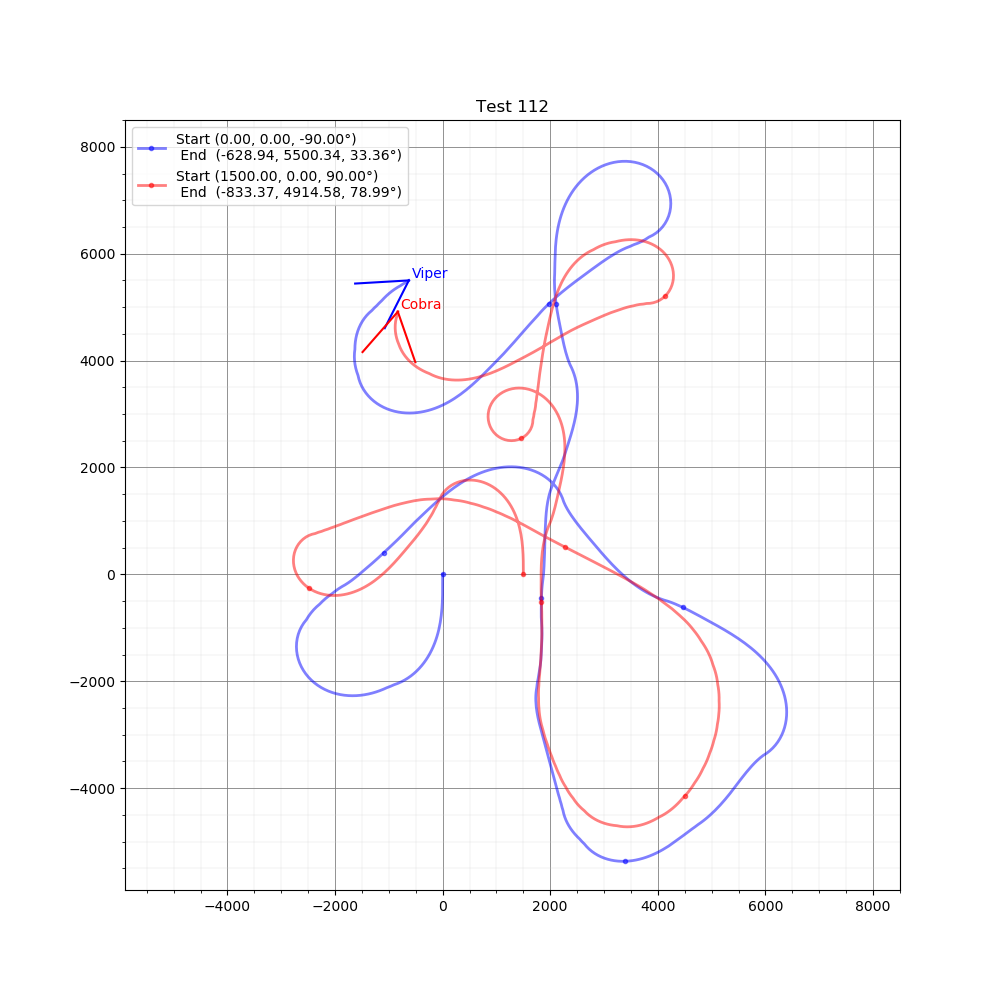 Test 112
Start (0.00, 0.00, -90.00°)
End (-628.94, 5500.34, 33.36°)
Start (1500.00, 0.00, 90.00°)
End (-833.37, 4914.58, 78.99°)
8000
6000
4000
2000
0
−2000
−4000
Viper
Cobra
−4000 −2000 0 2000 4000 6000 8000